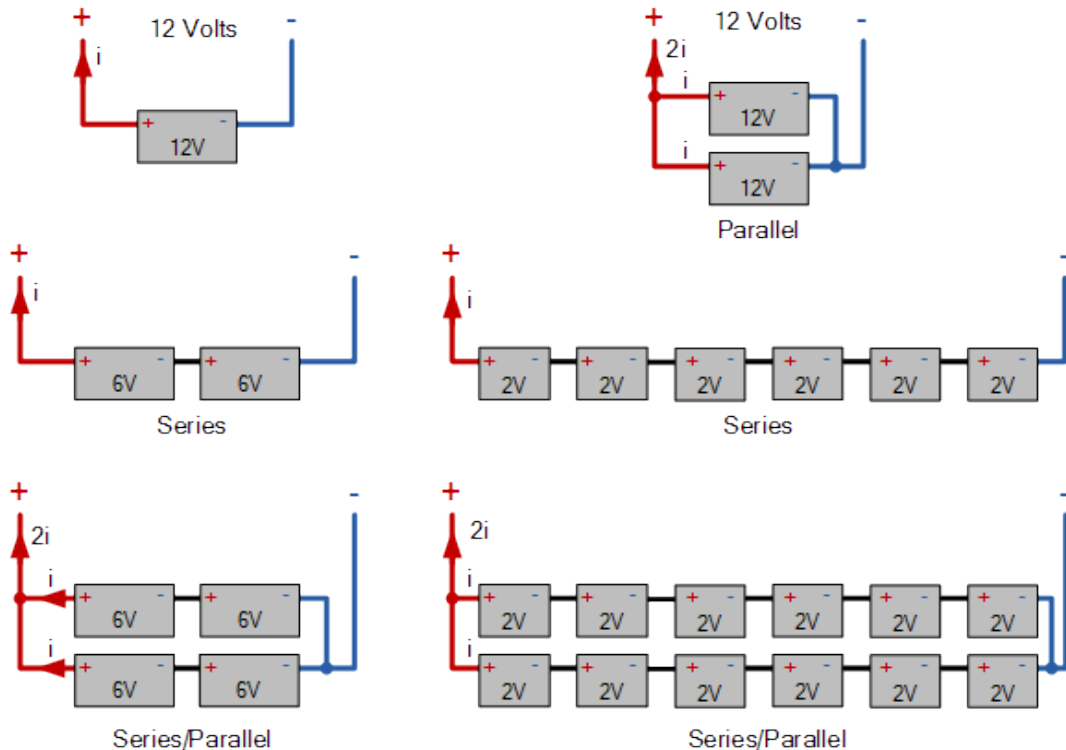 + -
12 Volts
i
+ -
12V
+ -
12 Volts
2i
i
+ -
12V
i
+ -
12V
Parallel
+ -
i
+ - + -
6V 6V
Series
+ -
i
+ - + - + - + - + - + -
2V 2V 2V 2V 2V 2V
Series
+ -
2i
i
+ - + -
6V 6V
i
+ - + -
6V 6V
Series/Parallel
+ -
2i
i
+ - + - + - + - + - + -
2V 2V 2V 2V 2V 2V
i
+ - + - + - + - + - + -
2V 2V 2V 2V 2V 2V
Series/Parallel